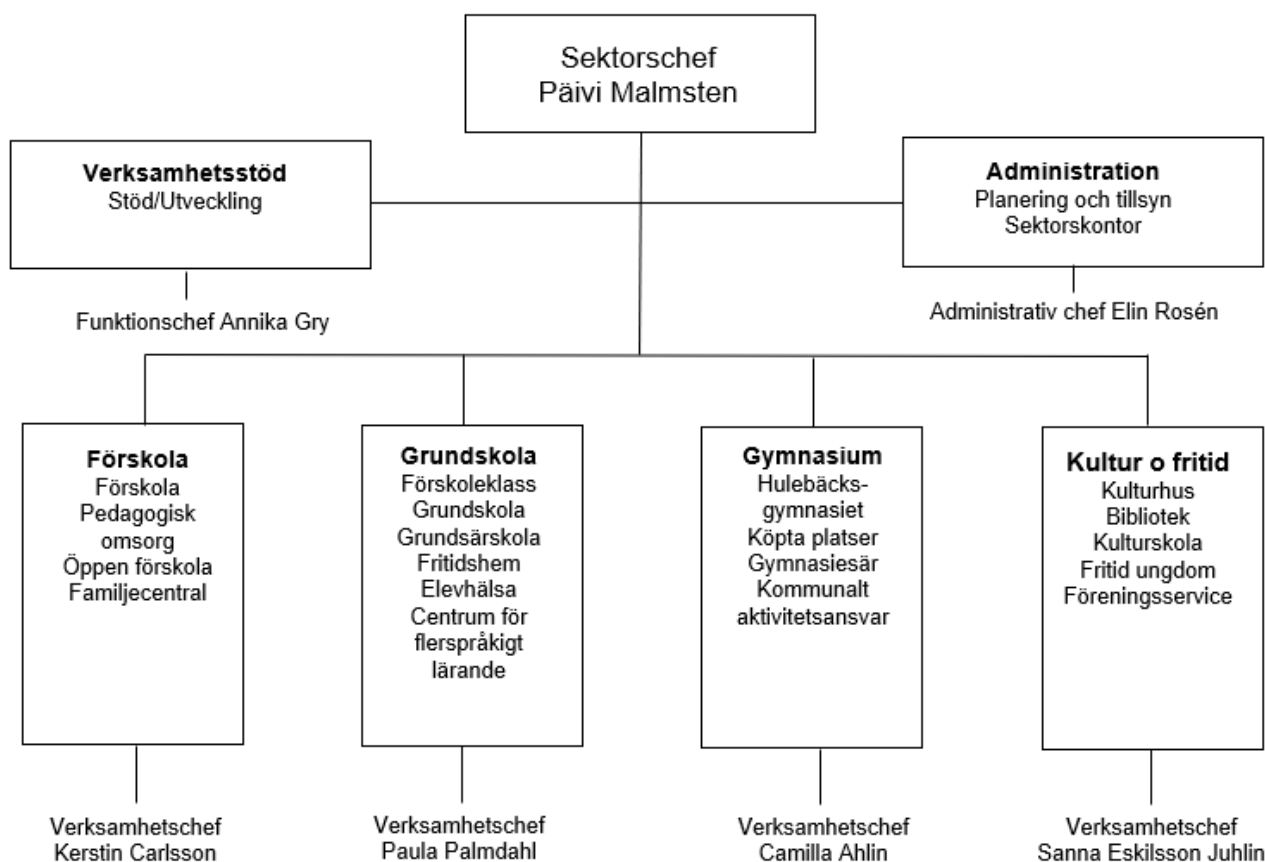 Sektorschef
Päivi Malmsten
Verksamhetsstöd
Stöd/Utveckling
Administration
Planering och tillsyn
Sektorskontor
Funktionschef Annika Gry
Administrativ chef Elin Rosén
Förskola
Förskola
Pedagogisk
omsorg
Öppen förskola
Familjecentral
Grundskola
Förskoleklass
Grundskola
Grundsärskola
Fritidshem
Elevhälsa
Centrum för
flerspråkigt
lärande
Gymnasium
Hulebäcks-
gymnasiet
Köpta platser
Gymnasiesär
Kommunalt
aktivitetsansvar
Kultur o fritid
Kulturhus
Bibliotek
Kulturskola
Fritid ungdom
Föreningsservice
Verksamhetschef
Kerstin Carlsson
Verksamhetschef
Paula Palmdahl
Verksamhetschef
Camilla Ahlin
Verksamhetschef
Sanna Eskilsson Juhlin